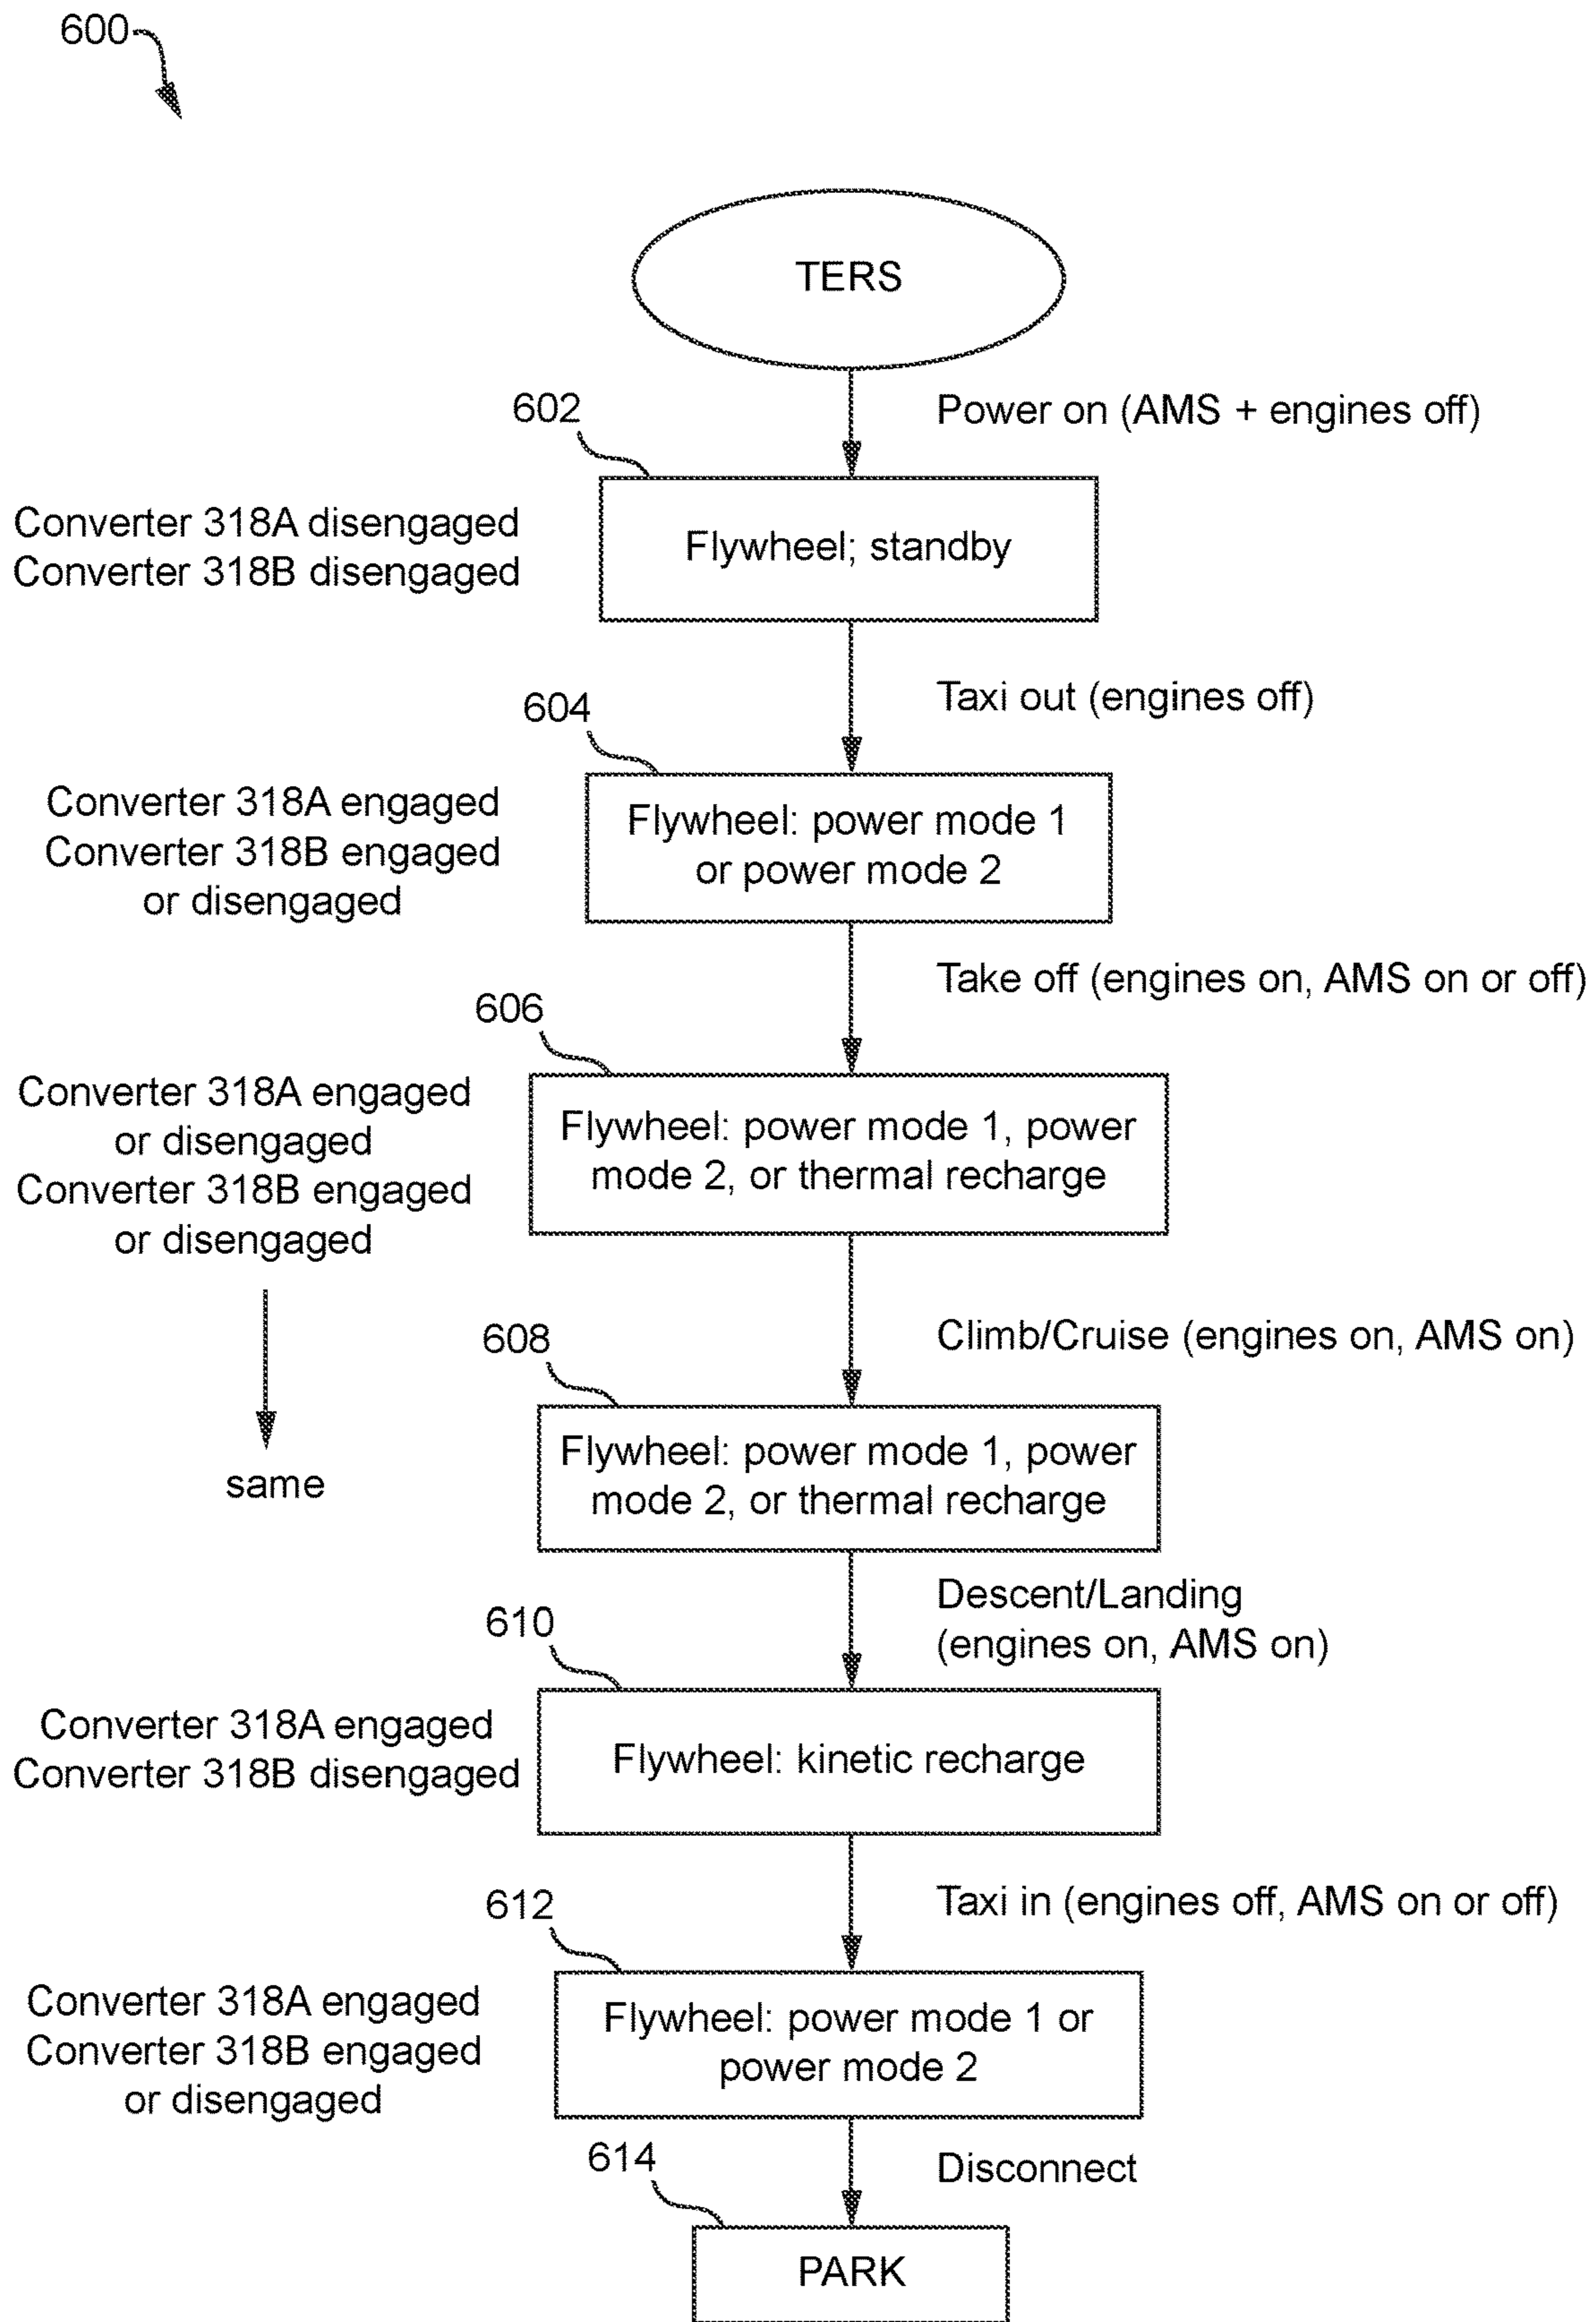 600
TERS
Power on (AMS + engines off)
602
Converter 318A disengaged
Converter 318B disengaged
Flywheel; standby
Taxi out (engines off)
604
Converter 318A engaged
Converter 318B engaged
or disengaged
Flywheel: power mode 1
or power mode 2
Take off (engines on, AMS on or off)
606
Converter 318A engaged
or disengaged
Converter 318B engaged
or disengaged
Flywheel: power mode 1, power
mode 2, or thermal recharge
Climb/Cruise (engines on, AMS on)
608
same
Flywheel: power mode 1, power
mode 2, or thermal recharge
Descent/Landing
(engines on, AMS on)
610
Converter 318A engaged
Converter 318B disengaged
Flywheel: kinetic recharge
Taxi in (engines off, AMS on or off)
612
Converter 318A engaged
Converter 318B engaged
or disengaged
Flywheel: power mode 1 or
power mode 2
Disconnect
614
PARK